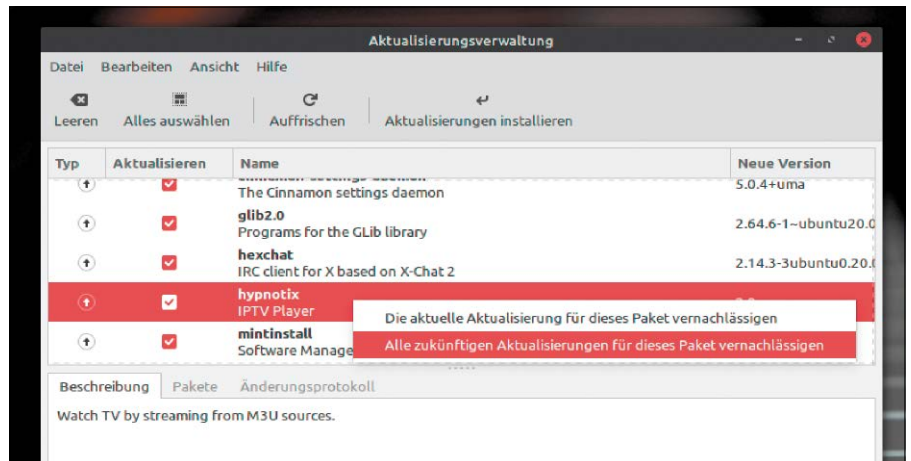 Aktualisierungsverwaltung
Datei Bearbeiten Ansicht Hilfe
Leeren Alles auswählen Auffrischen Aktualisierungen installieren
Typ Aktualisieren Name Neue Version
The Cinnamon settings daemon 5.0.4+uma
glib2.0
Programs for the GLib library 2.64.6-1~ubuntu20.0
hexchat
IRC client for X based on X-Chat 2 2.14.3-3ubuntu0.20.0
hypnotix
IPTV Player
Die aktuelle Aktualisierung für dieses Paket vernachlässigen
mintinstall
Software Manage
Alle zukünftigen Aktualisierungen für dieses Paket vernachlässigen
Beschreibung Pakete Änderungsprotokoll
Watch TV by streaming from M3U sources.